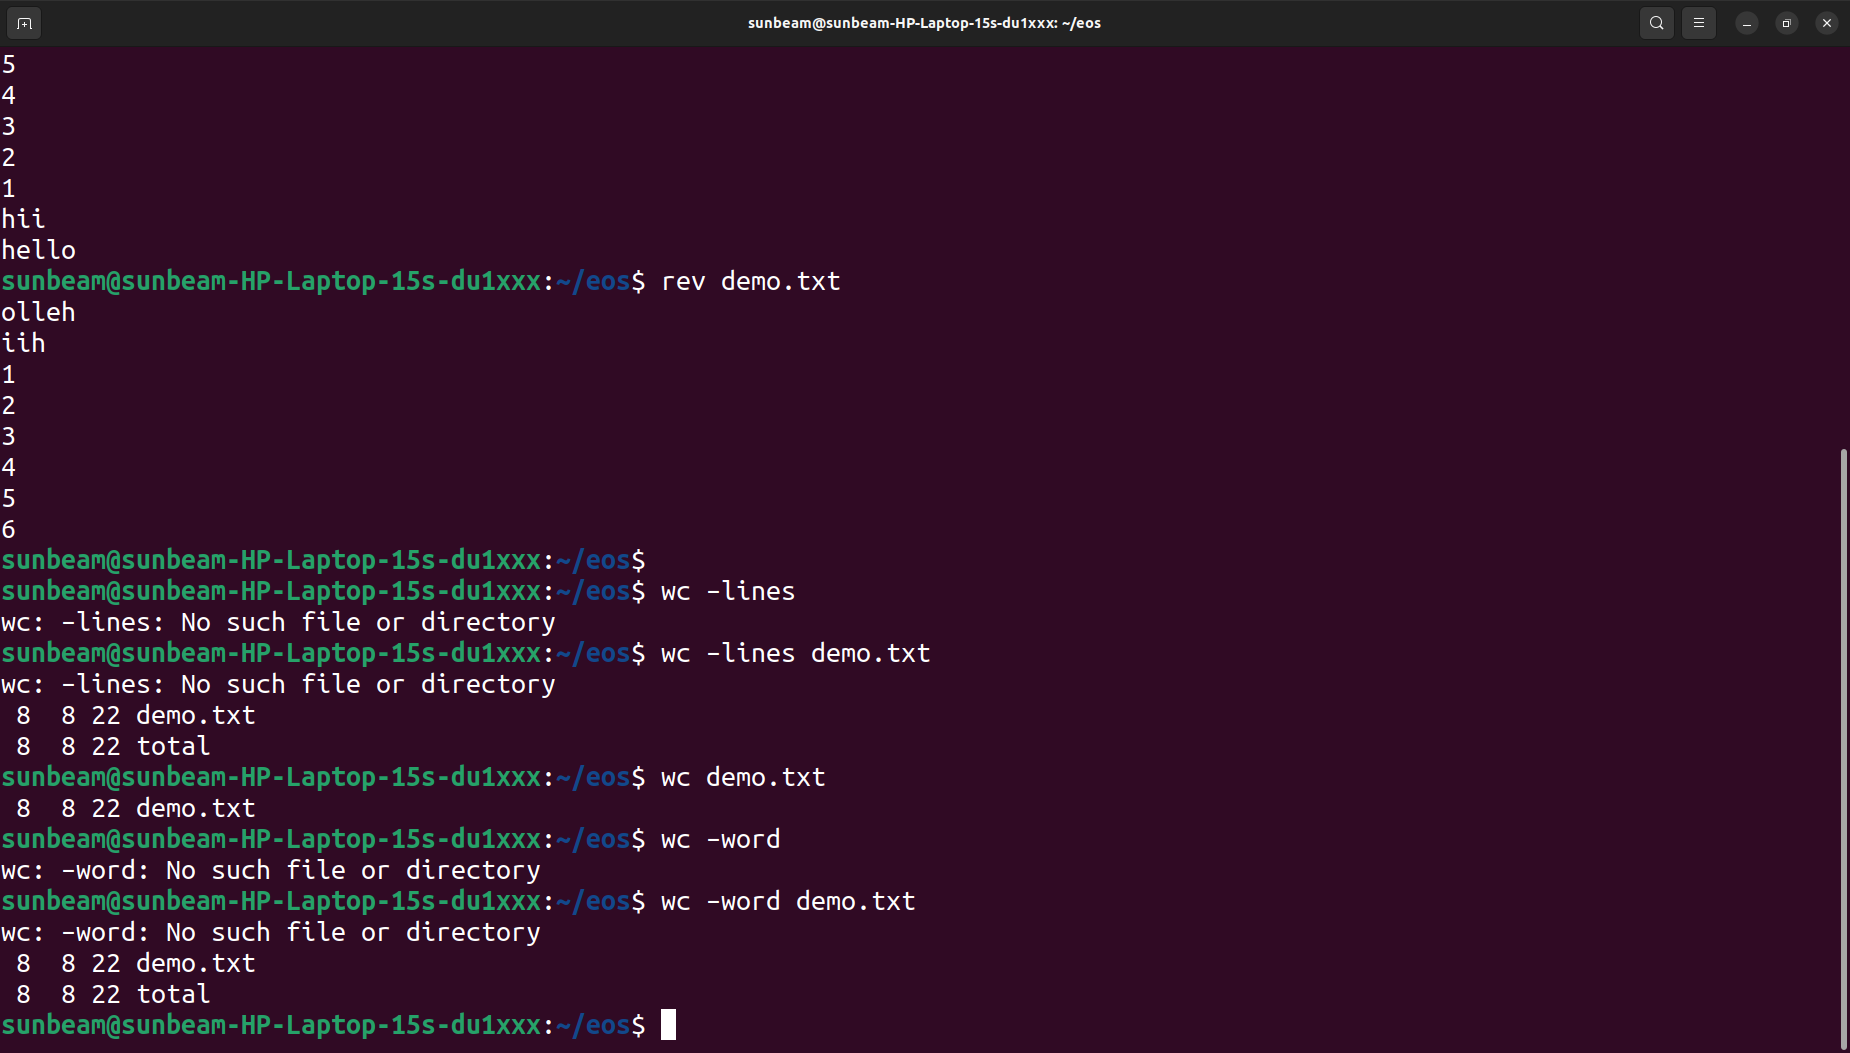 sunbeam@sunbeam-HP-Laptop-15s-du1xxx: ~/eos
5
4
3
2
1
hii
hello
sunbeam@sunbeam-HP-Laptop-15s-du1xxx:~/eos$ rev demo.txt
olleh
iih
1
2
3
4
5
6
sunbeam@sunbeam-HP-Laptop-15s-du1xxx:~/eos$
sunbeam@sunbeam-HP-Laptop-15s-du1xxx:~/eos$ wc –lines
wc: –lines: No such file or directory
sunbeam@sunbeam-HP-Laptop-15s-du1xxx:~/eos$ wc –lines demo.txt
wc: –lines: No such file or directory
 8  8 22 demo.txt
 8  8 22 total
sunbeam@sunbeam-HP-Laptop-15s-du1xxx:~/eos$ wc demo.txt
 8  8 22 demo.txt
sunbeam@sunbeam-HP-Laptop-15s-du1xxx:~/eos$ wc –word
wc: –word: No such file or directory
sunbeam@sunbeam-HP-Laptop-15s-du1xxx:~/eos$ wc –word demo.txt
wc: –word: No such file or directory
 8  8 22 demo.txt
 8  8 22 total
sunbeam@sunbeam-HP-Laptop-15s-du1xxx:~/eos$